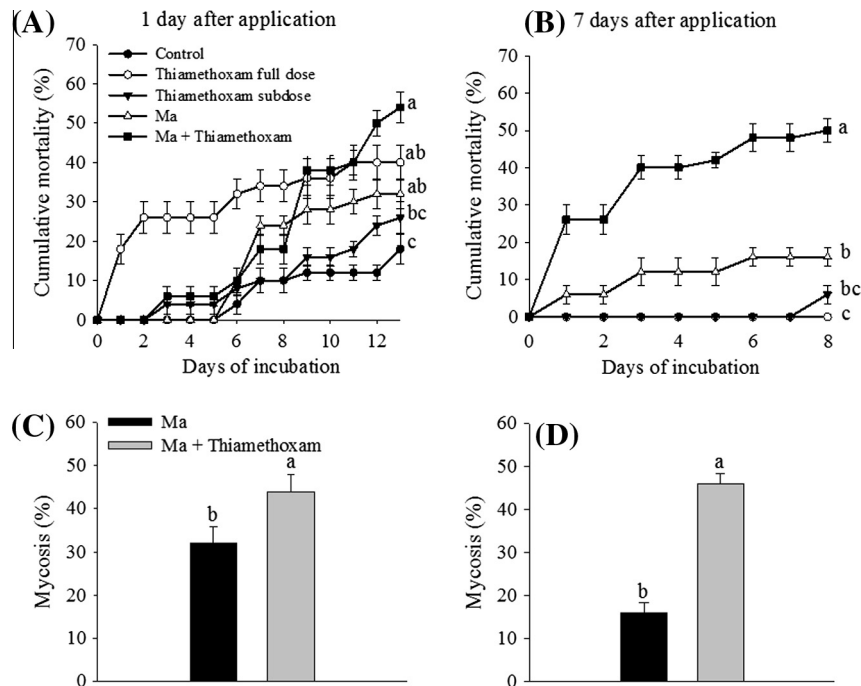 (A)
1 day after application
Cumulative mortality (%)
70
60
50
40
30
20
10
0
Control
Thiamethoxam full dose
Thiamethoxam subdose
Ma
Ma + Thiamethoxam
a
ab
ab
bc
c
0 2 4 6 8 10 12
Days of incubation
(B)
7 days after application
Cumulative mortality (%)
70
60
50
40
30
20
10
0
a
b
bc
c
0 2 4 6 8
Days of incubation
(C)
Mycosis (%)
60
50
40
30
20
10
0
Ma
Ma + Thiamethoxam
b
a
(D)
Mycosis (%)
60
50
40
30
20
10
0
b
a